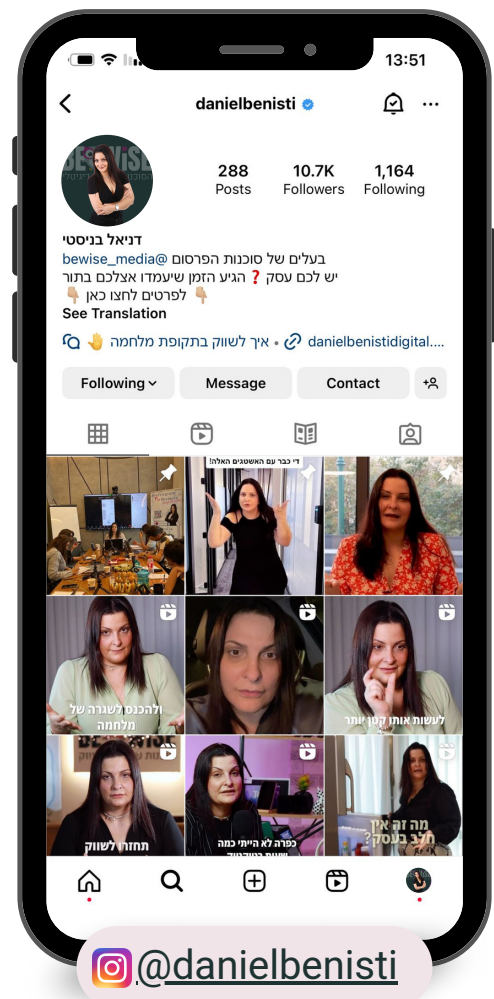 13:51
danielbenisti
288
10.7K
1,164
Posts
Followers
Following
BEWISE
דניאל בניסטי
בעלים של סוכנות הפרסום @bewise_media
יש לכם עסק❓ הגיע הזמן שיעמדו אצלכם בתור
👇🏼 לפרטים לחצו כאן 👇🏼
See Translation
איך לשווק בתקופת מלחמה 🤚 • danielbenistidigital....
Following
Message
Contact
די כבר עם האשטגים האלה!
ולהכנס לשגרה של
מלחמה
לעשות אותו קטן יותר
תחזרו לשווק
כפרה לא הייתי כמה
מה זה אין
חלב בעסק?
@danielbenisti